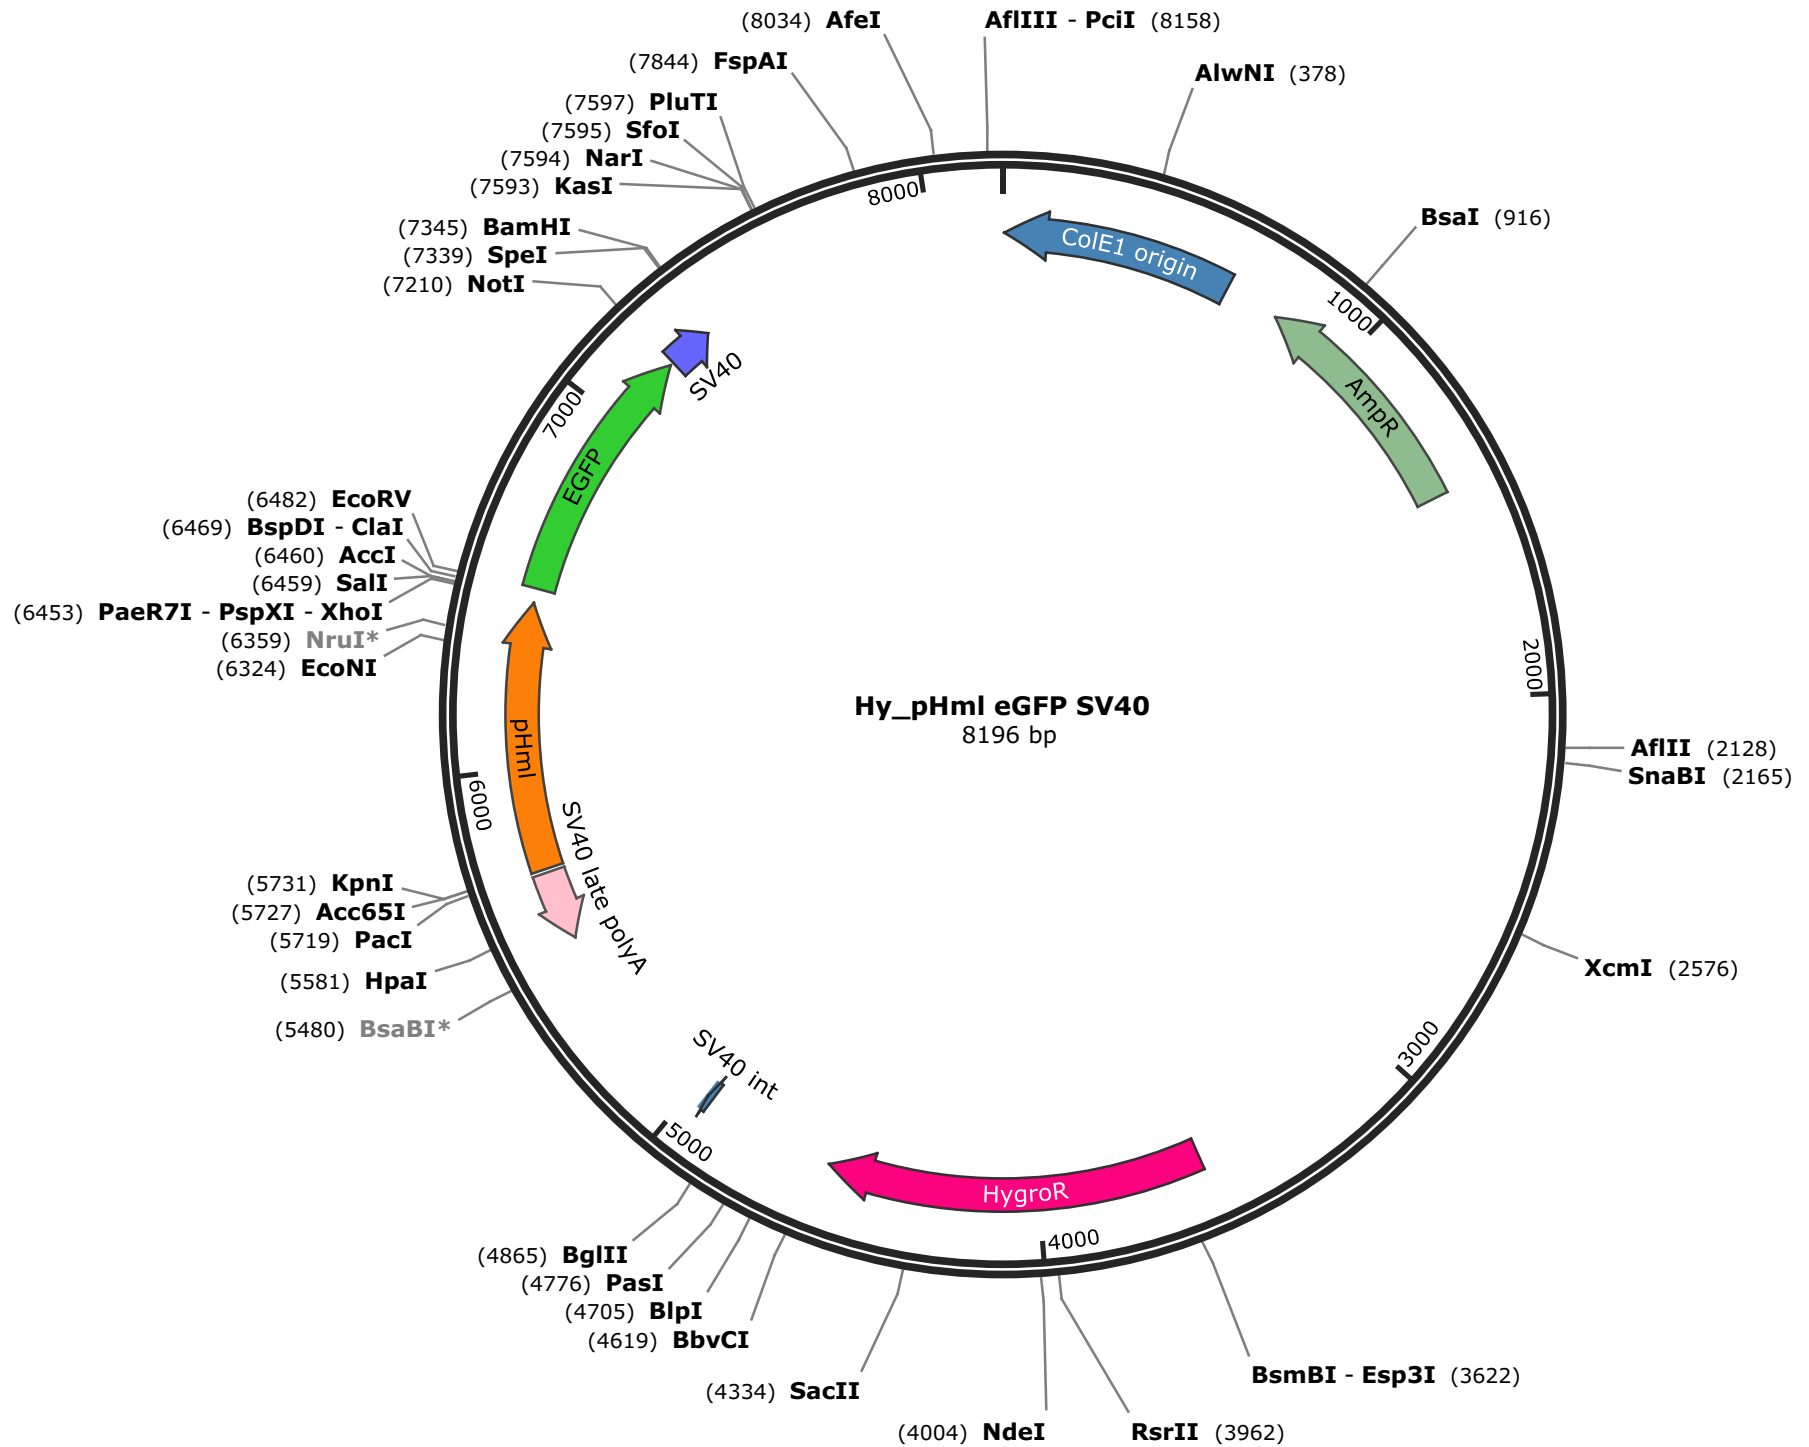 (8034) AfeI
AflIII - PciI (8158)
(7844) FspAI
AlwNI (378)
(7597) PluTI
(7595) SfoI
(7594) NarI
(7593) KasI
8000
BsaI (916)
(7345) BamHI
(7339) SpeI
(7210) NotI
ColE1 origin
1000
SV40
AmpR
7000
EGFP
(6482) EcoRV
(6469) BspDI - ClaI
(6460) AccI
(6459) SalI
(6453) PaeR7I - PspXI - XhoI
(6359) NruI*
(6324) EcoNI
2000
Hy_pHml eGFP SV40
8196 bp
pHml
AflII (2128)
SnaBI (2165)
6000
SV40 late polyA
(5731) KpnI
(5727) Acc65I
(5719) PacI
(5581) HpaI
(5480) BsaBI*
XcmI (2576)
3000
SV40 int
5000
HygroR
4000
(4865) BglII
(4776) PasI
(4705) BlpI
(4619) BbvCI
(4334) SacII
(4004) NdeI
RsrII (3962)
BsmBI - Esp3I (3622)